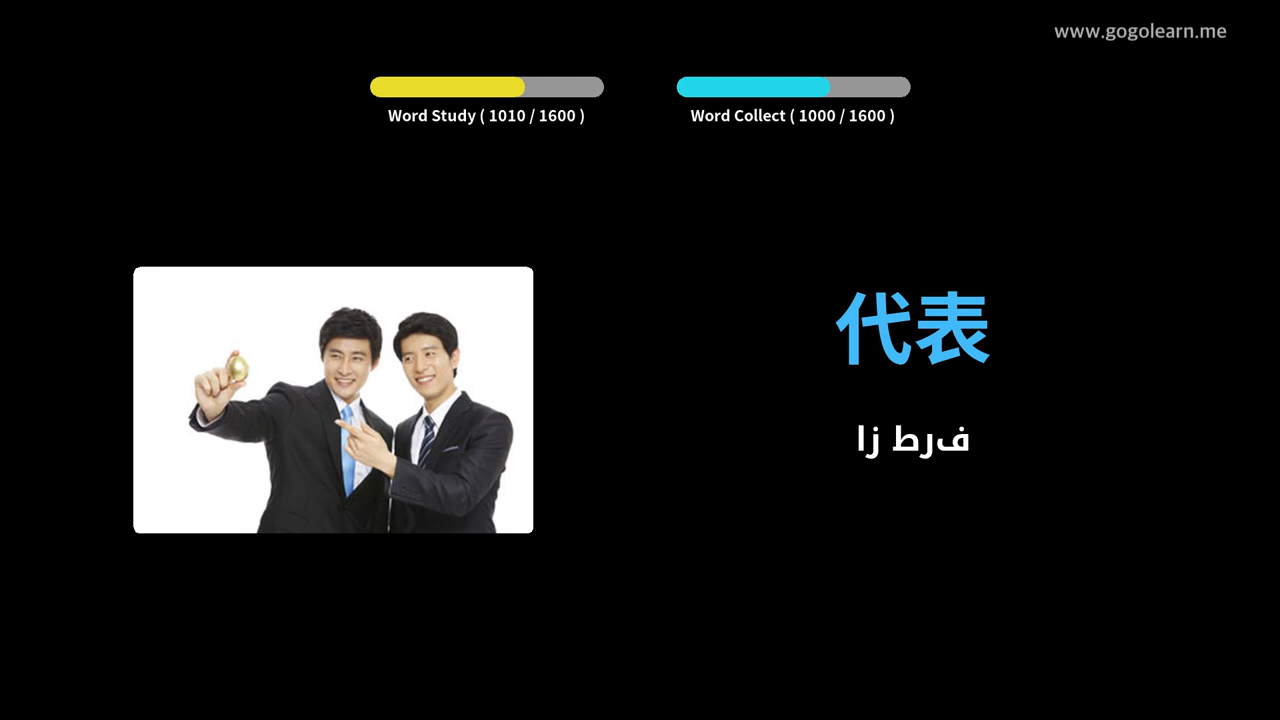 www.gogolearn.me
Word Study ( 1010 / 1600 )
Word Collect ( 1000 / 1600 )
代表
فرط زا